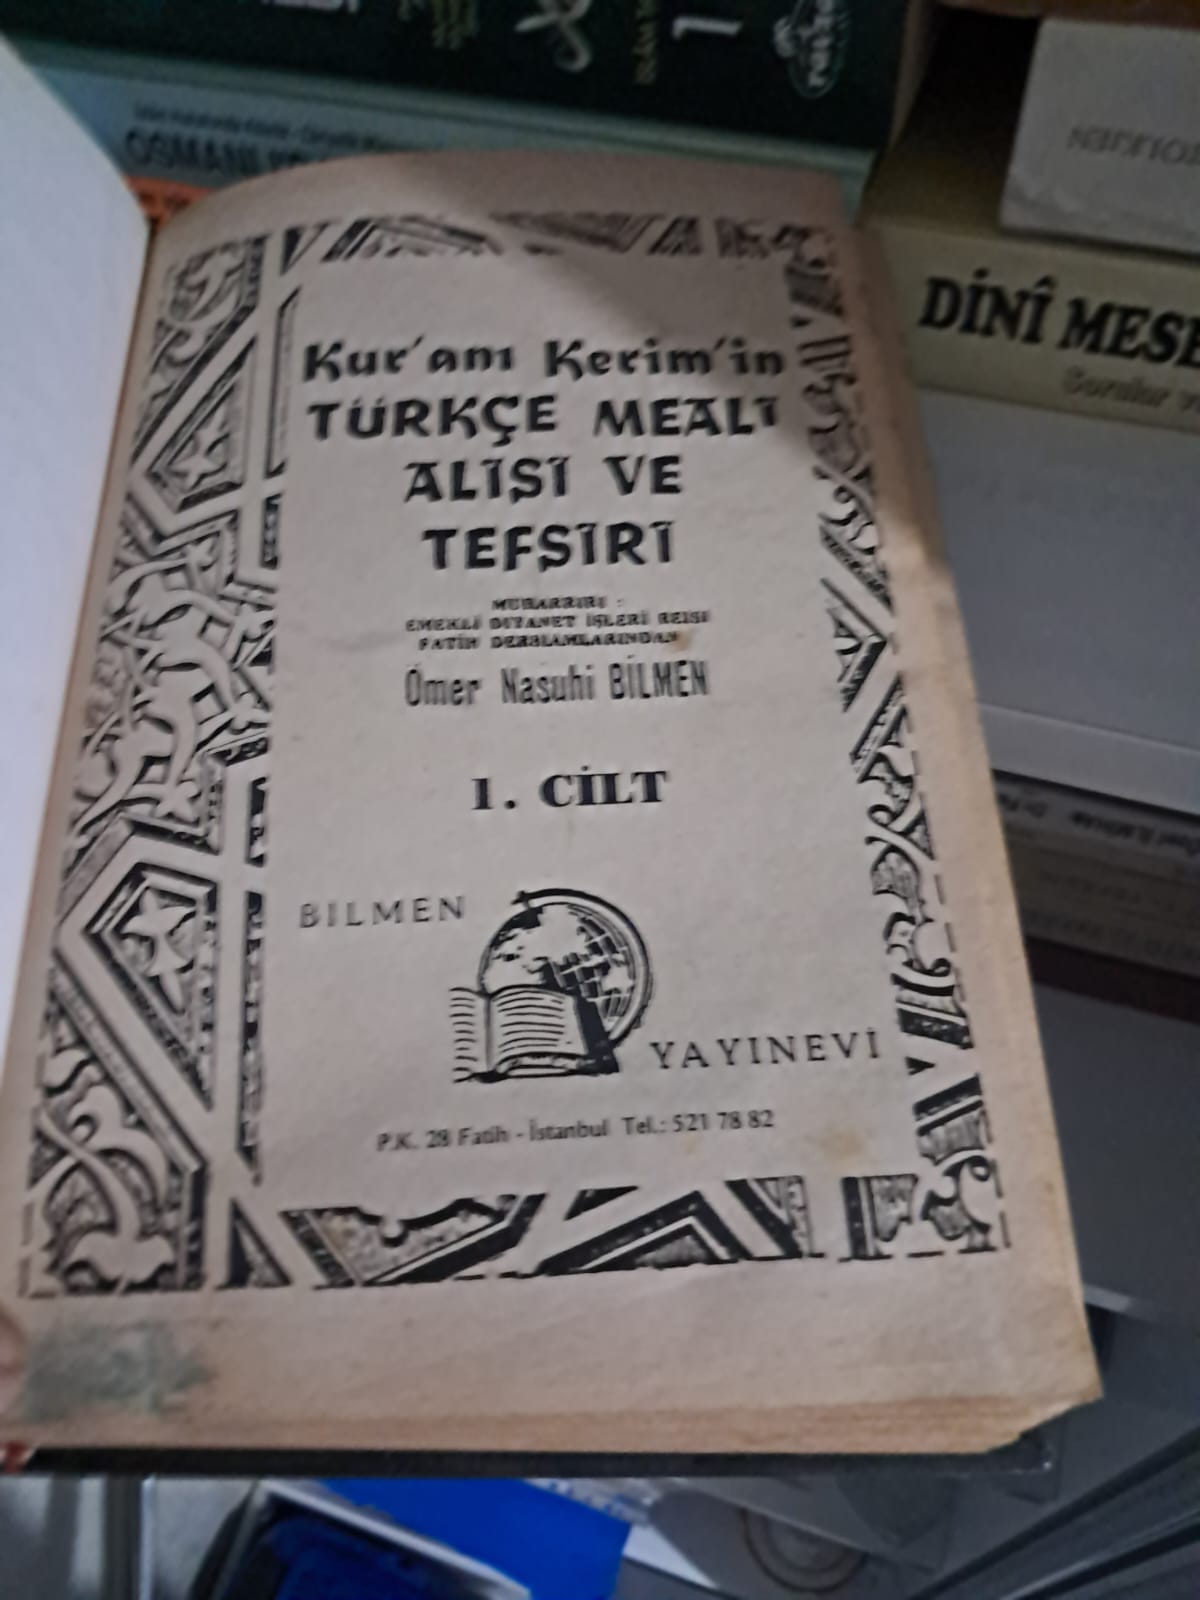 OSMANLI
1
DİNÎ MESE
Sorular
Kur'anı Kerim'in
TÜRKÇE MEALİ
ALİSİ VE
TEFSİRİ
MUHARRİRİ :
EMEKLİ DİYANET İŞLERİ REİSİ
FATİH DERSİAMLARINDAN
Ömer Nasuhi BİLMEN
1. CİLT
BILMEN
YAYINEVİ
P.K. 28 Fatih - İstanbul Tel.: 521 78 82